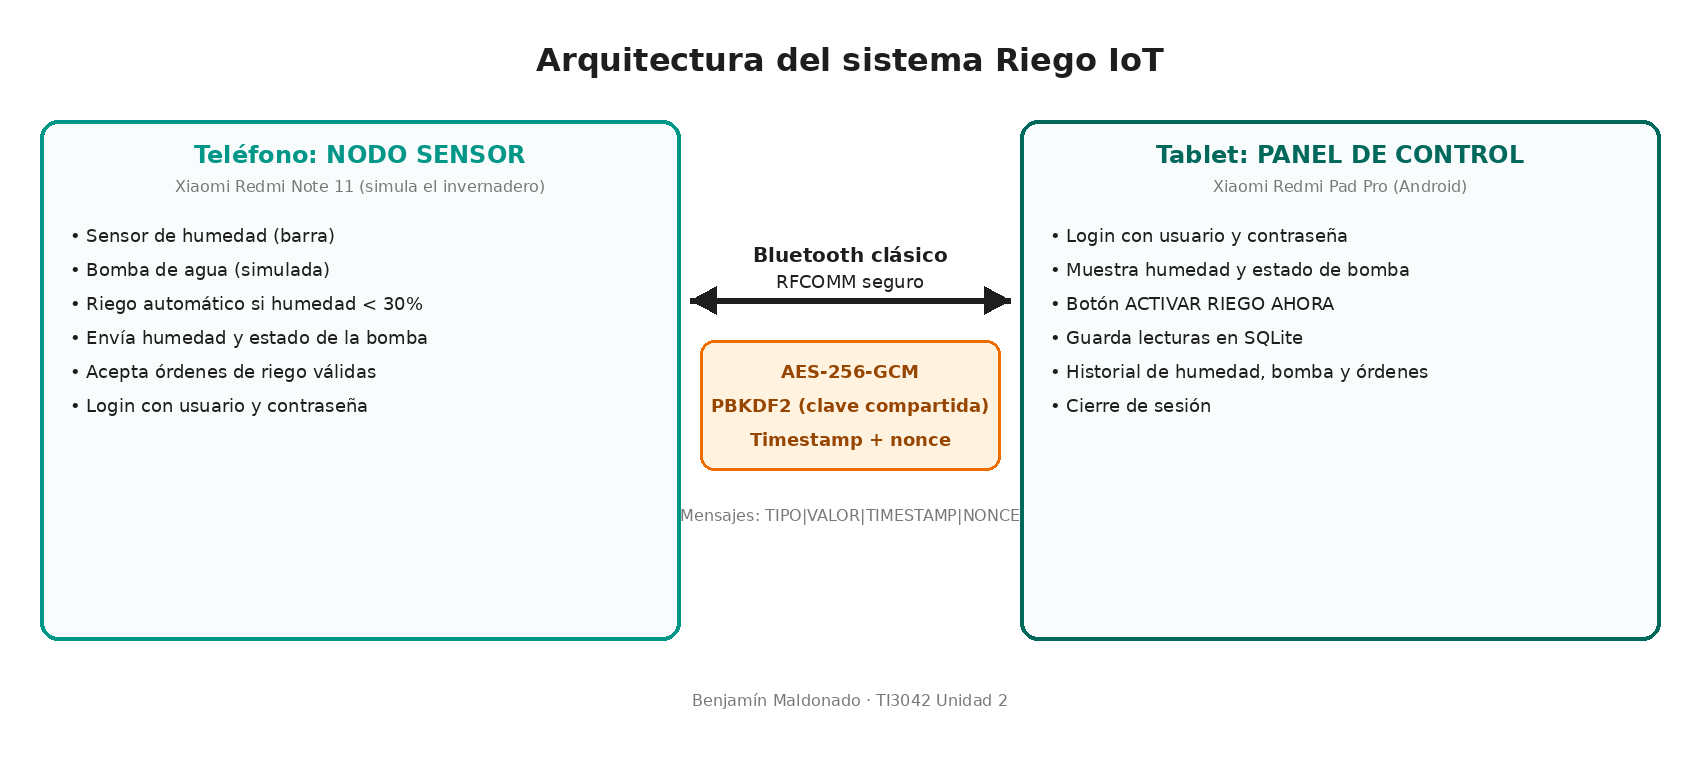 Arquitectura del sistema Riego IoT
Teléfono: NODO SENSOR
Xiaomi Redmi Note 11 (simula el invernadero)
• Sensor de humedad (barra)
• Bomba de agua (simulada)
• Riego automático si humedad < 30%
• Envía humedad y estado de la bomba
• Acepta órdenes de riego válidas
• Login con usuario y contraseña
Bluetooth clásico
RFCOMM seguro
AES-256-GCM
PBKDF2 (clave compartida)
Timestamp + nonce
Mensajes: TIPO|VALOR|TIMESTAMP|NONCE
Tablet: PANEL DE CONTROL
Xiaomi Redmi Pad Pro (Android)
• Login con usuario y contraseña
• Muestra humedad y estado de bomba
• Botón ACTIVAR RIEGO AHORA
• Guarda lecturas en SQLite
• Historial de humedad, bomba y órdenes
• Cierre de sesión
Benjamín Maldonado · TI3042 Unidad 2